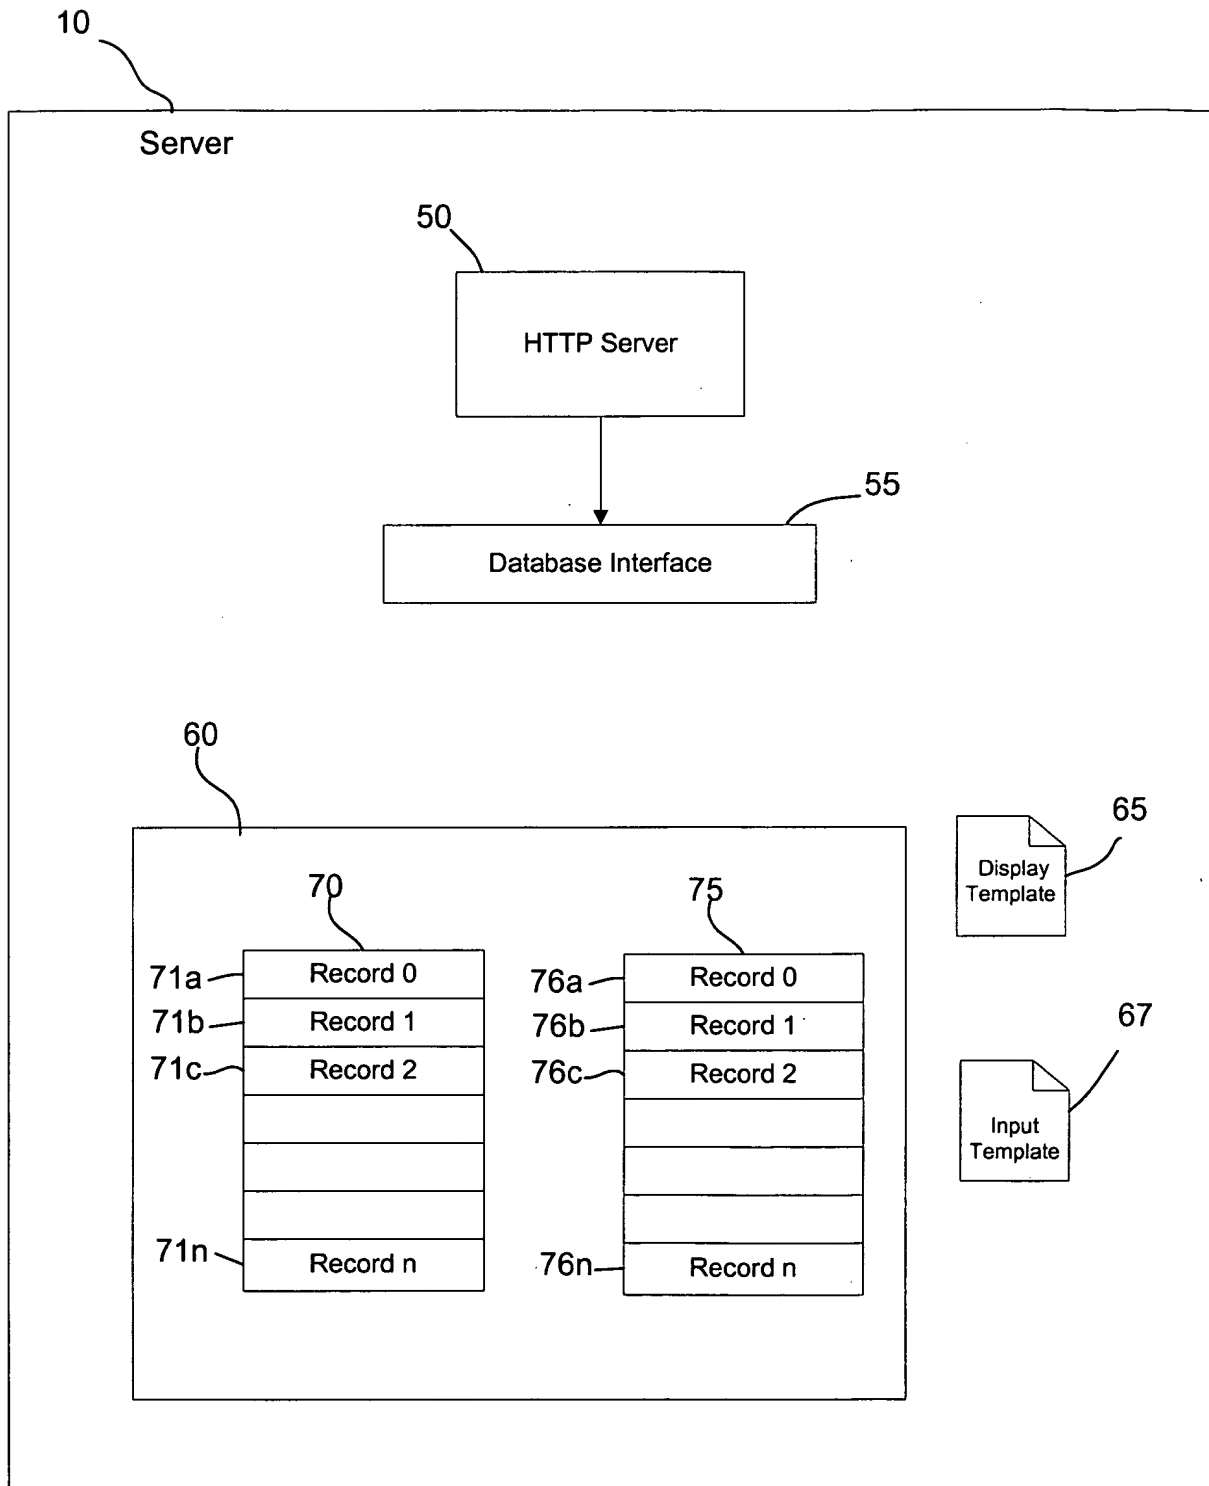 10
Server
50
HTTP Server
55
Database Interface
60
65
Display
Template
70
75
71a
Record 0
76a
Record 0
71b
Record 1
76b
Record 1
67
71c
Record 2
76c
Record 2
Input
Template
71n
Record n
76n
Record n